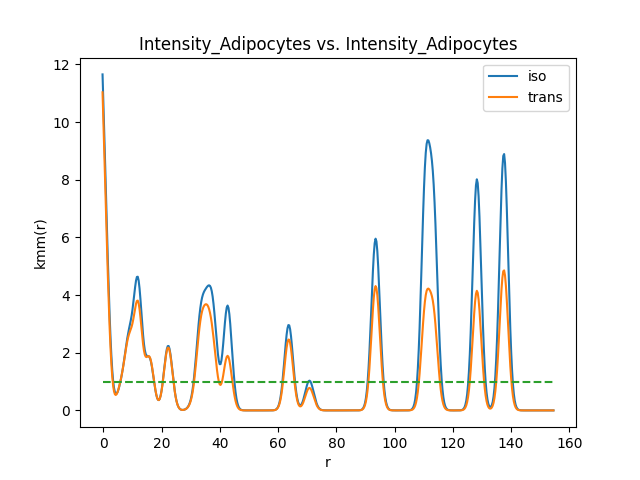 Intensity_Adipocytes vs. Intensity_Adipocytes
iso
trans
kmm(r)
12
10
8
6
4
2
0
0 20 40 60 80 100 120 140 160
r